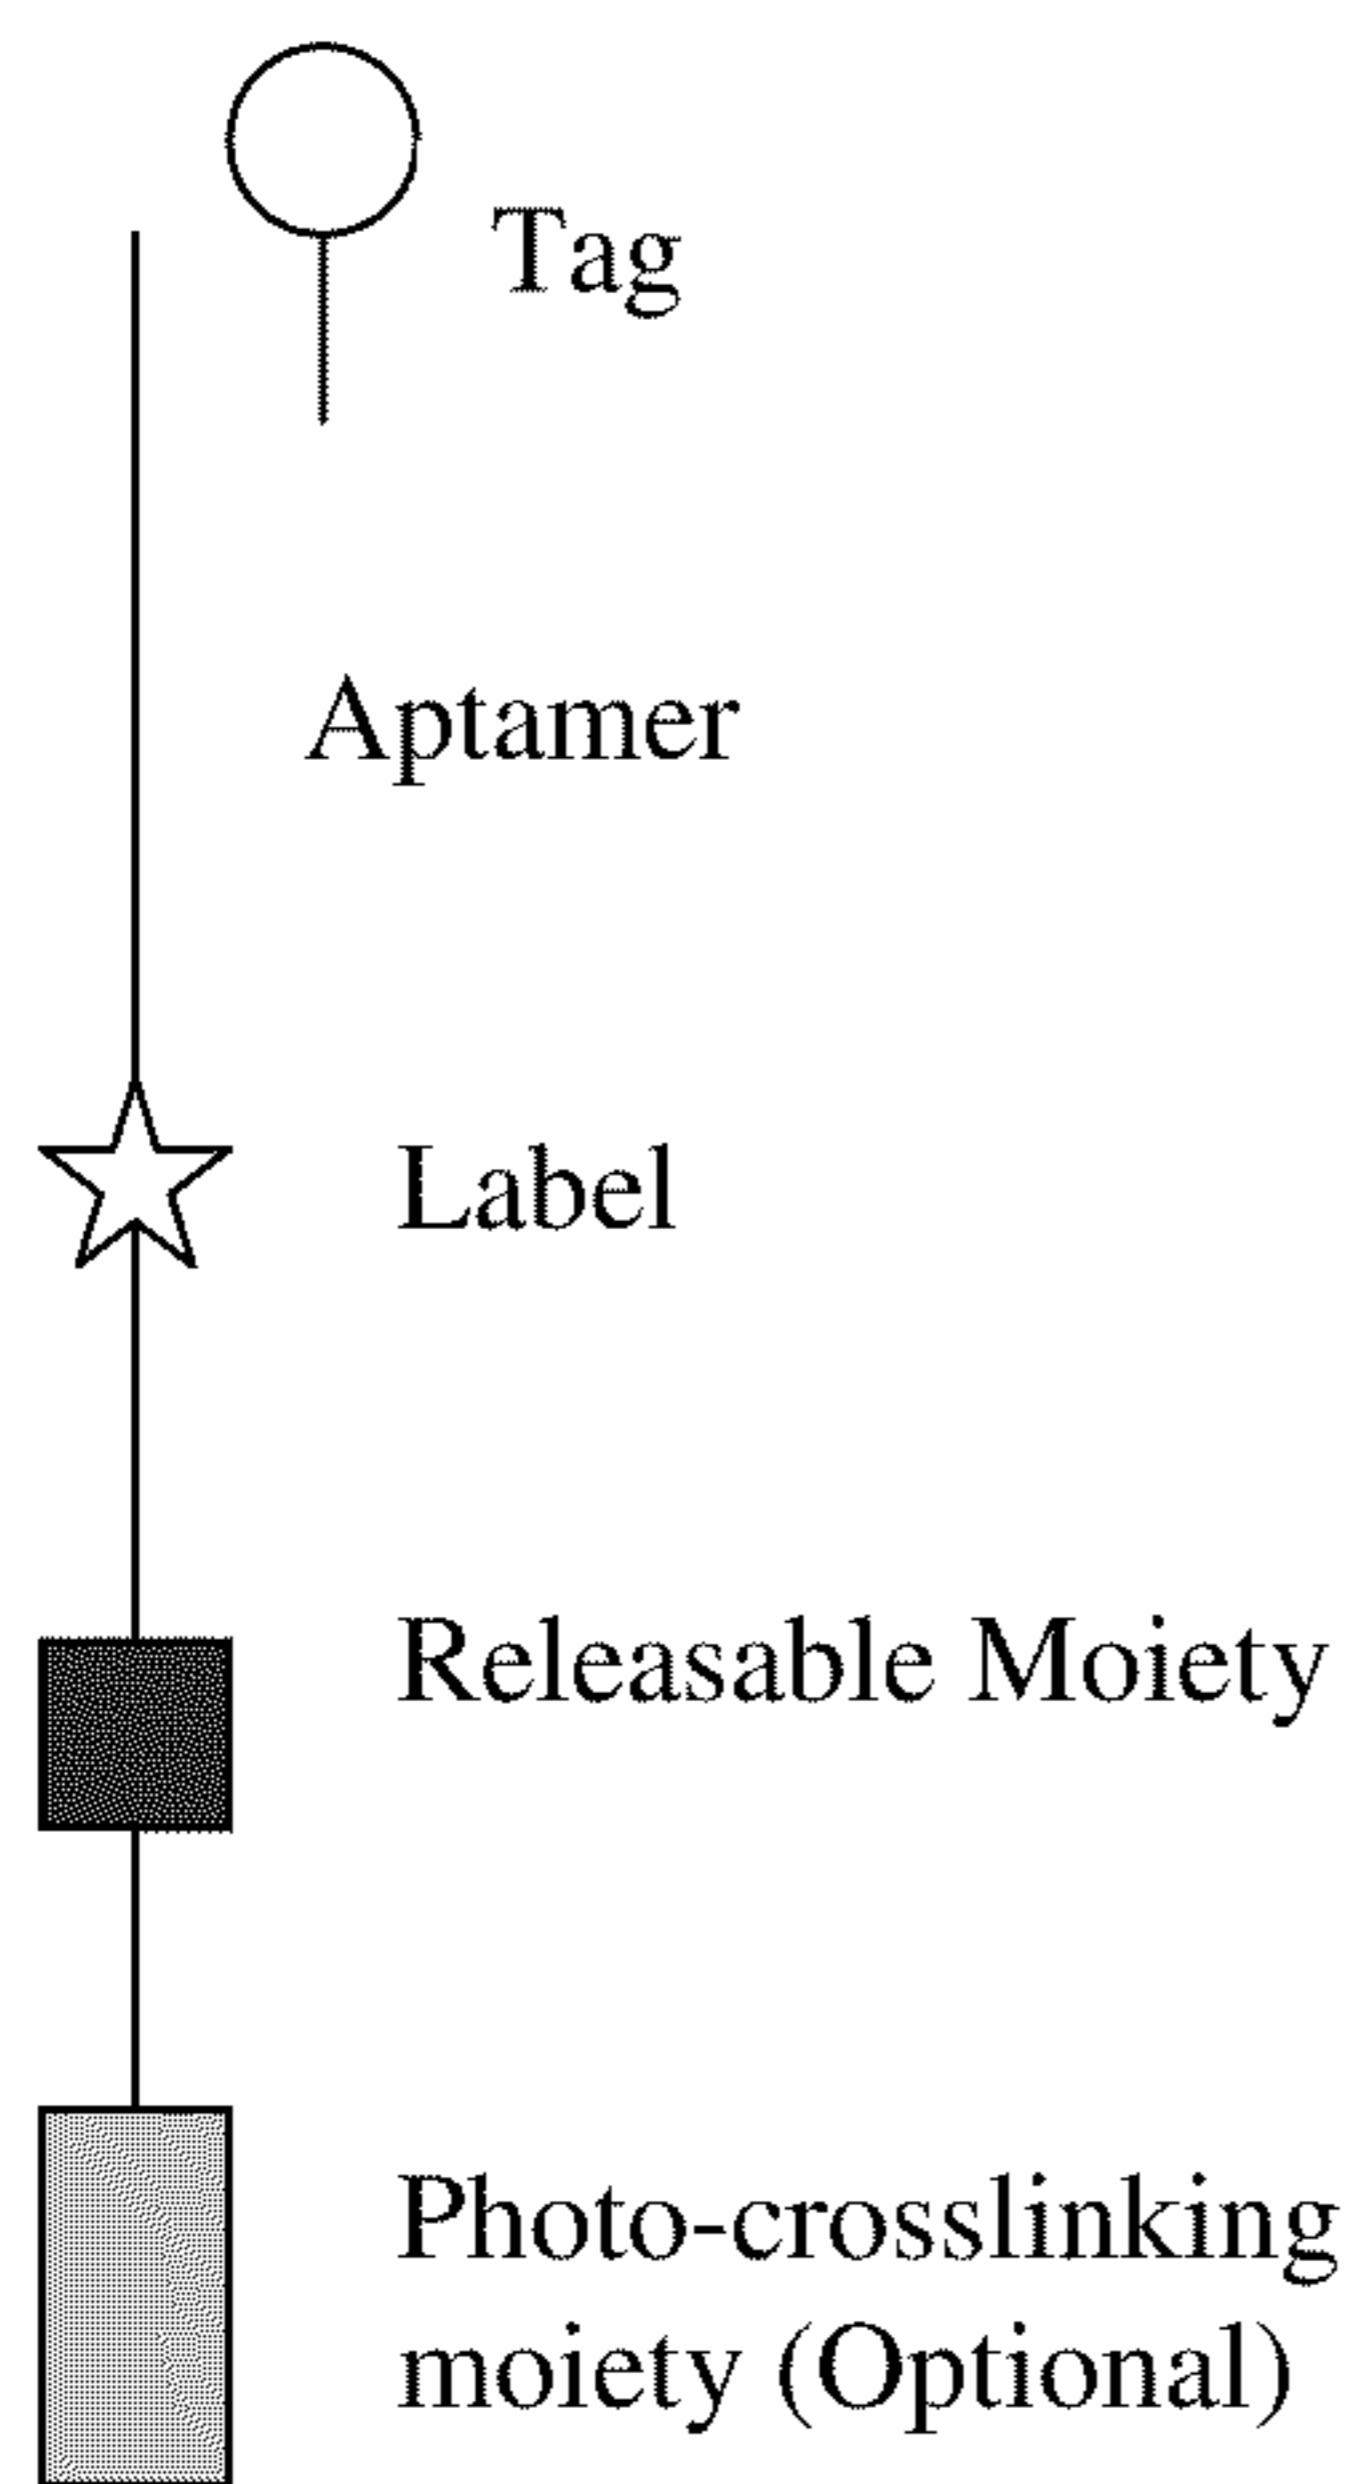 Tag
Aptamer
Label
Releasable Moiety
Photo-crosslinking
moiety (Optional)